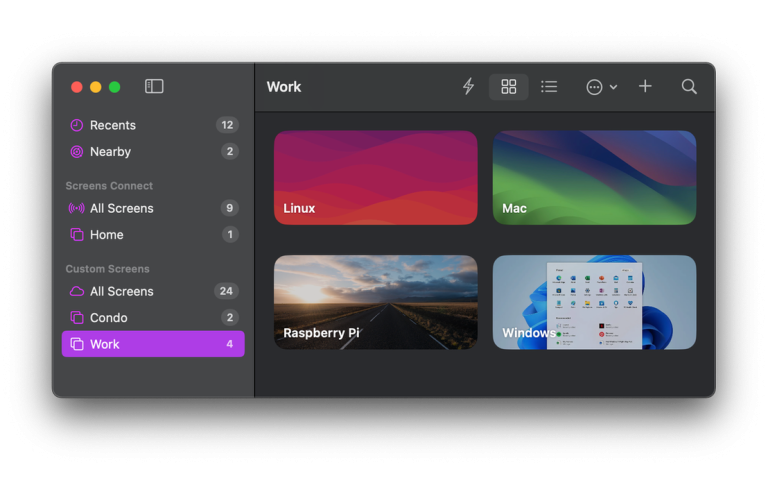 Work
Recents 12
Nearby 2
Screens Connect
All Screens 9
Home 1
Custom Screens
All Screens 24
Condo 2
Work 4
Linux
Mac
Raspberry Pi
Windows